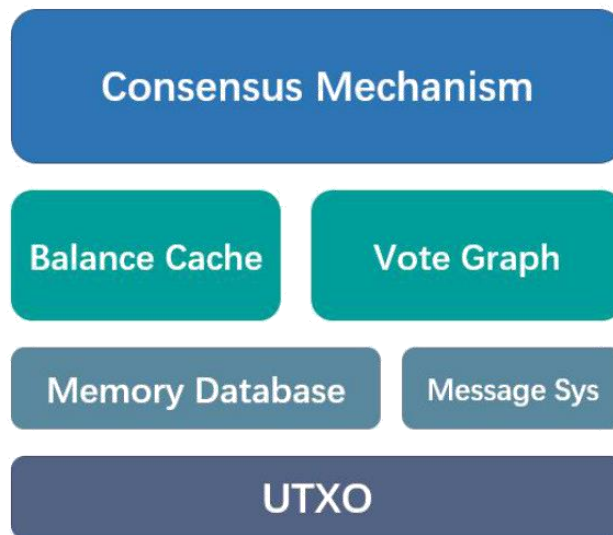 Consensus Mechanism
Balance Cache
Vote Graph
Memory Database
Message Sys
UTXO